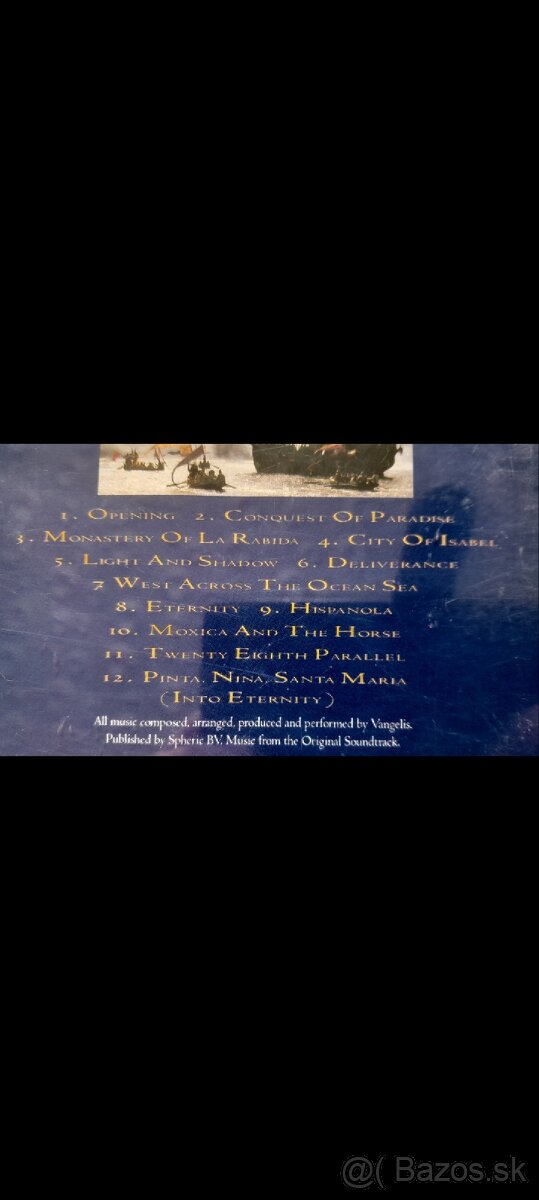 1. Opening 2. Conquest Of Paradise
3. Monastery Of La Rabida 4. City Of Isabel
5. Light And Shadow 6. Deliverance
7 West Across The Ocean Sea
8. Eternity 9. Hispanola
10. Moxica And The Horse
11. Twenty Eighth Parallel
12. Pinta, Nina, Santa Maria
(Into Eternity)
All music composed, arranged, produced and performed by Vangelis.
Published by Spheric BV. Music from the Original Soundtrack.
@( Bazos.sk